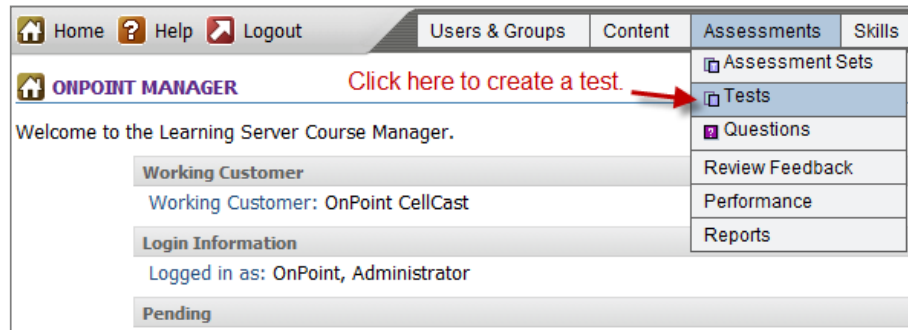 Home Help Logout Users & Groups Content Assessments Skills
Assessment Sets
ONPOINT MANAGER Click here to create a test.
Tests
Welcome to the Learning Server Course Manager.
Questions
Working Customer
Review Feedback
Working Customer: OnPoint CellCast
Performance
Login Information
Reports
Logged in as: OnPoint, Administrator
Pending